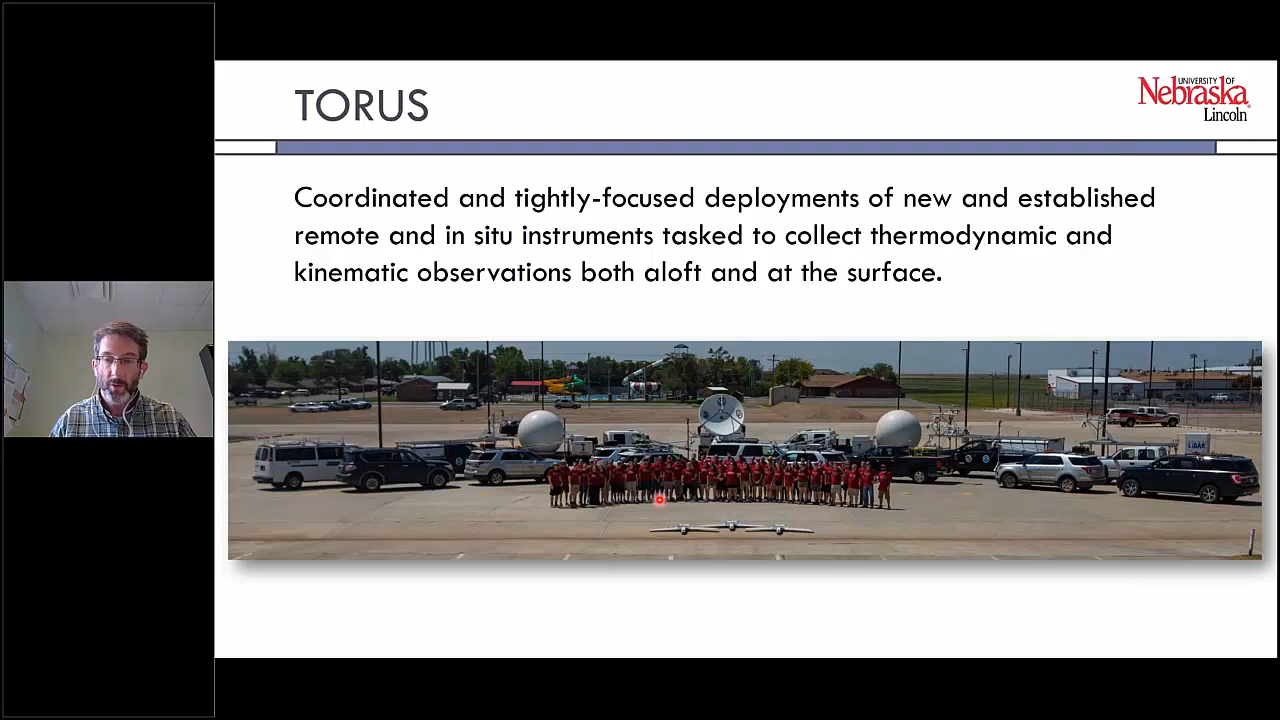 TORUS
UNIVERSITY OF
Nebraska
Lincoln
Coordinated and tightly-focused deployments of new and established
remote and in situ instruments tasked to collect thermodynamic and
kinematic observations both aloft and at the surface.
LiDAR